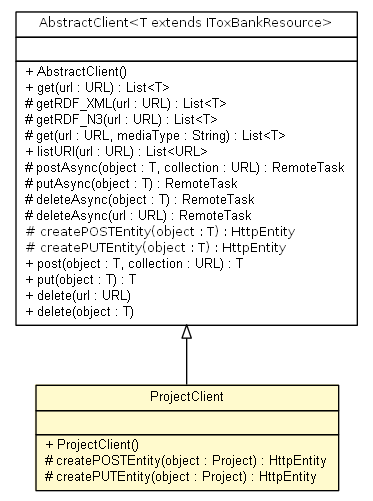 AbstractClient<T extends IToxBankResource>
+ AbstractClient()
+ get(url : URL) : List<T>
# getRDF_XML(url : URL) : List<T>
# getRDF_N3(url : URL) : List<T>
# get(url : URL, mediaType : String) : List<T>
+ listURI(url : URL) : List<URL>
# postAsync(object : T, collection : URL) : RemoteTask
# putAsync(object : T) : RemoteTask
# deleteAsync(object : T) : RemoteTask
# deleteAsync(url : URL) : RemoteTask
# createPOSTEntity(object : T) : HttpEntity
# createPUTEntity(object : T) : HttpEntity
+ post(object : T, collection : URL) : T
+ put(object : T) : T
+ delete(url : URL)
+ delete(object : T)
ProjectClient
+ ProjectClient()
# createPOSTEntity(object : Project) : HttpEntity
# createPUTEntity(object : Project) : HttpEntity